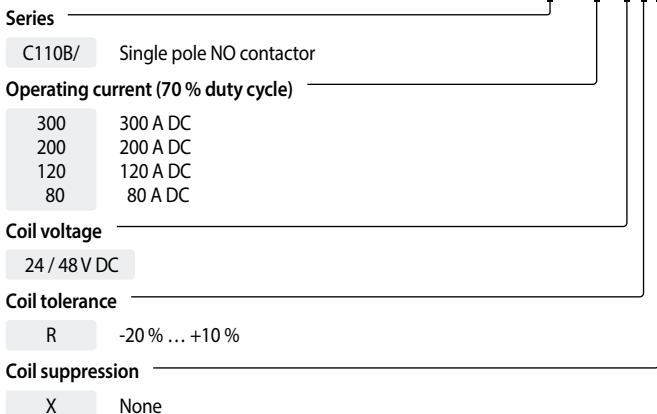 Series
C110B/ Single pole NO contactor
Operating current (70 % duty cycle)
300 300 A DC
200 200 A DC
120 120 A DC
80 80 A DC
Coil voltage
24 / 48 V DC
Coil tolerance
R -20 % … +10 %
Coil suppression
X None